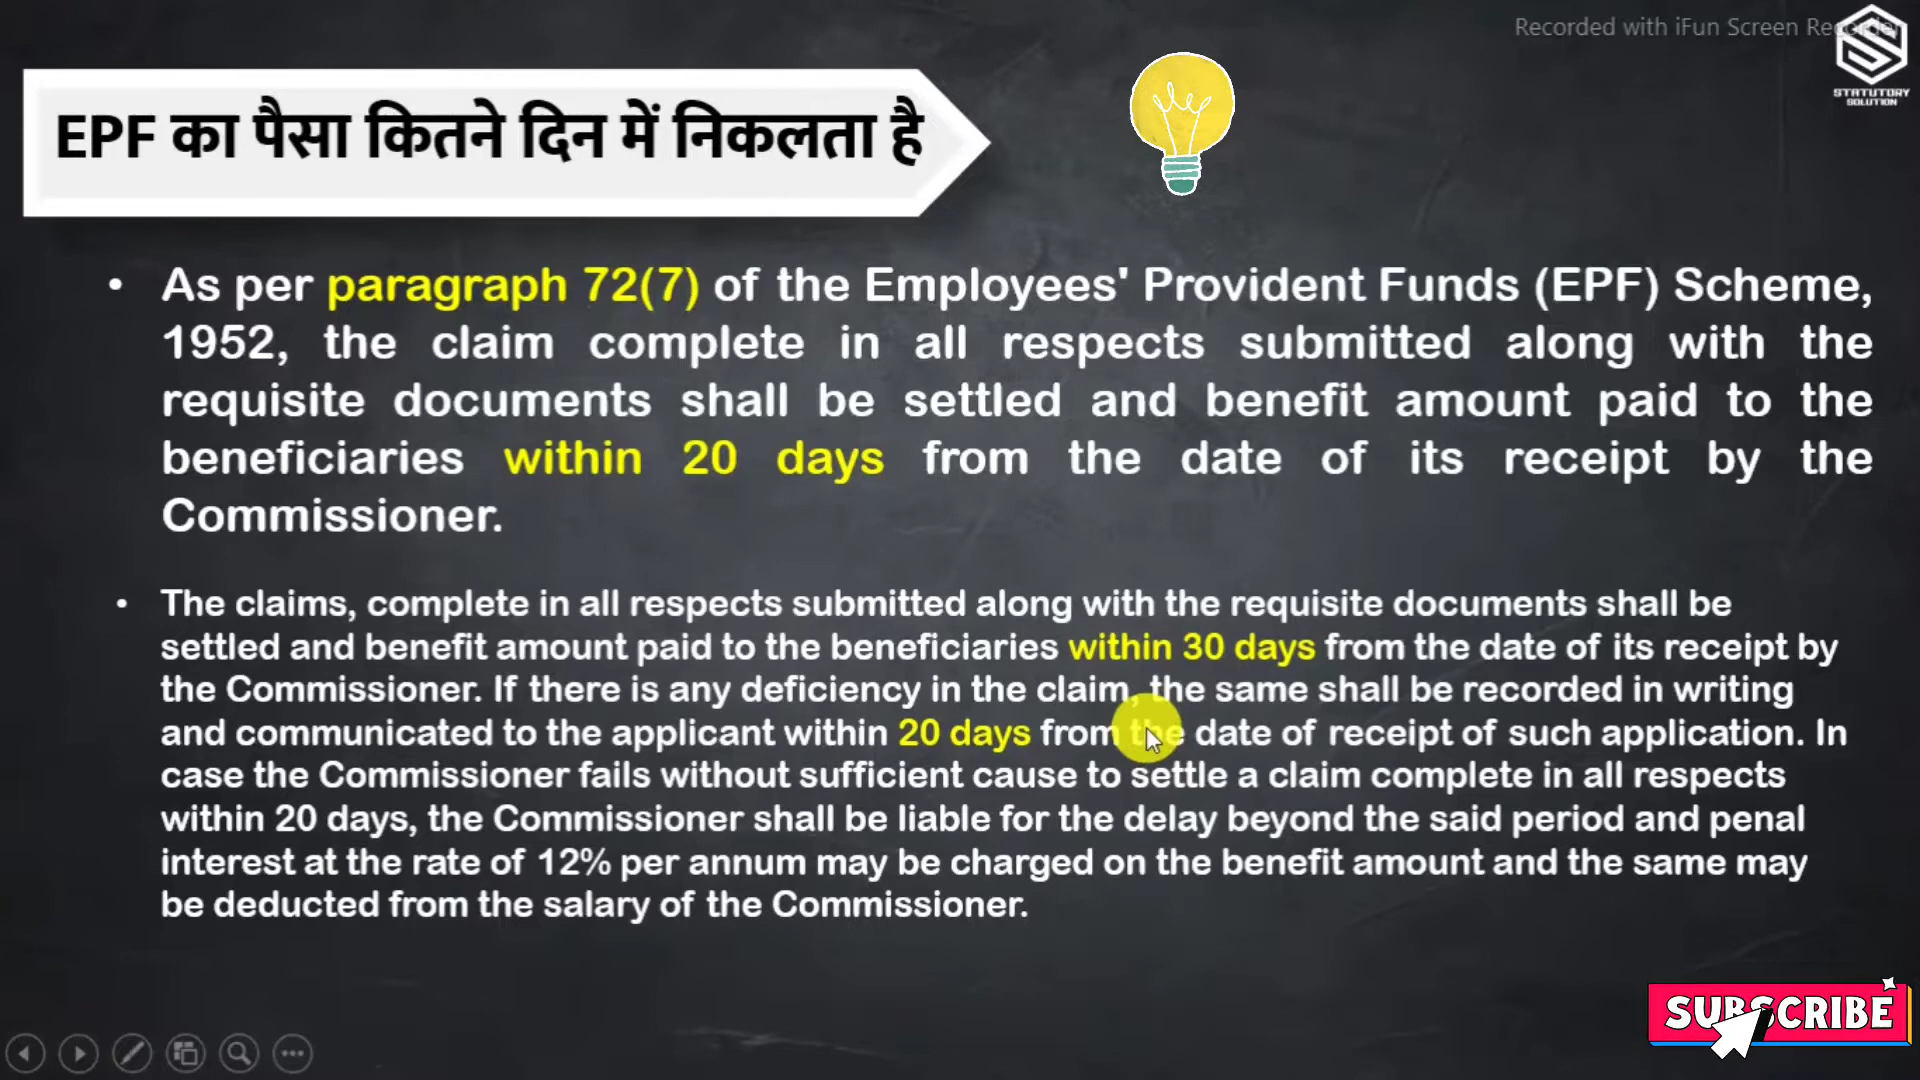 Recorded with iFun Screen Recorder
STATUTORY
SOLUTION
EPF का पैसा कितने दिन में निकलता है
• As per paragraph 72(7) of the Employees' Provident Funds (EPF) Scheme,
1952, the claim complete in all respects submitted along with the
requisite documents shall be settled and benefit amount paid to the
beneficiaries within 20 days from the date of its receipt by the
Commissioner.
• The claims, complete in all respects submitted along with the requisite documents shall be
settled and benefit amount paid to the beneficiaries within 30 days from the date of its receipt by
the Commissioner. If there is any deficiency in the claim, the same shall be recorded in writing
and communicated to the applicant within 20 days from the date of receipt of such application. In
case the Commissioner fails without sufficient cause to settle a claim complete in all respects
within 20 days, the Commissioner shall be liable for the delay beyond the said period and penal
interest at the rate of 12% per annum may be charged on the benefit amount and the same may
be deducted from the salary of the Commissioner.
SUBSCRIBE